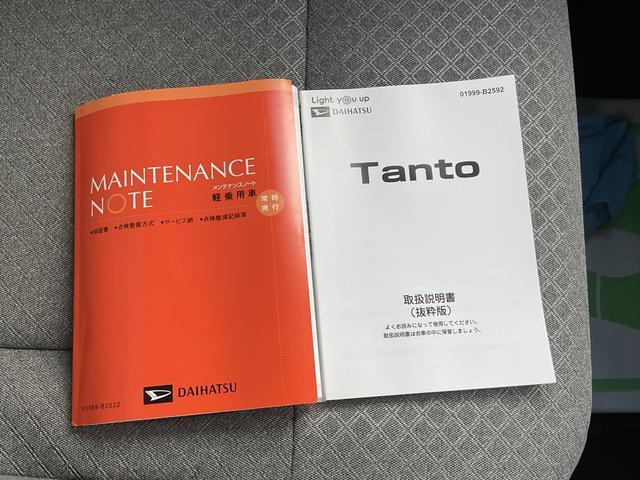 MAINTENANCE
NOTE
メンテナンスノート
軽乗用車
常時
携行
●保証書 ●点検整備方式 ●サービス網 ●点検整備記録簿
DAIHATSU
01989-B2032
Light you up
DAIHATSU
01999-B2592
Tanto
取扱説明書
（抜粋版）
よくお読みになって使用してください。
取扱説明書はお車の中に保管しましょう。